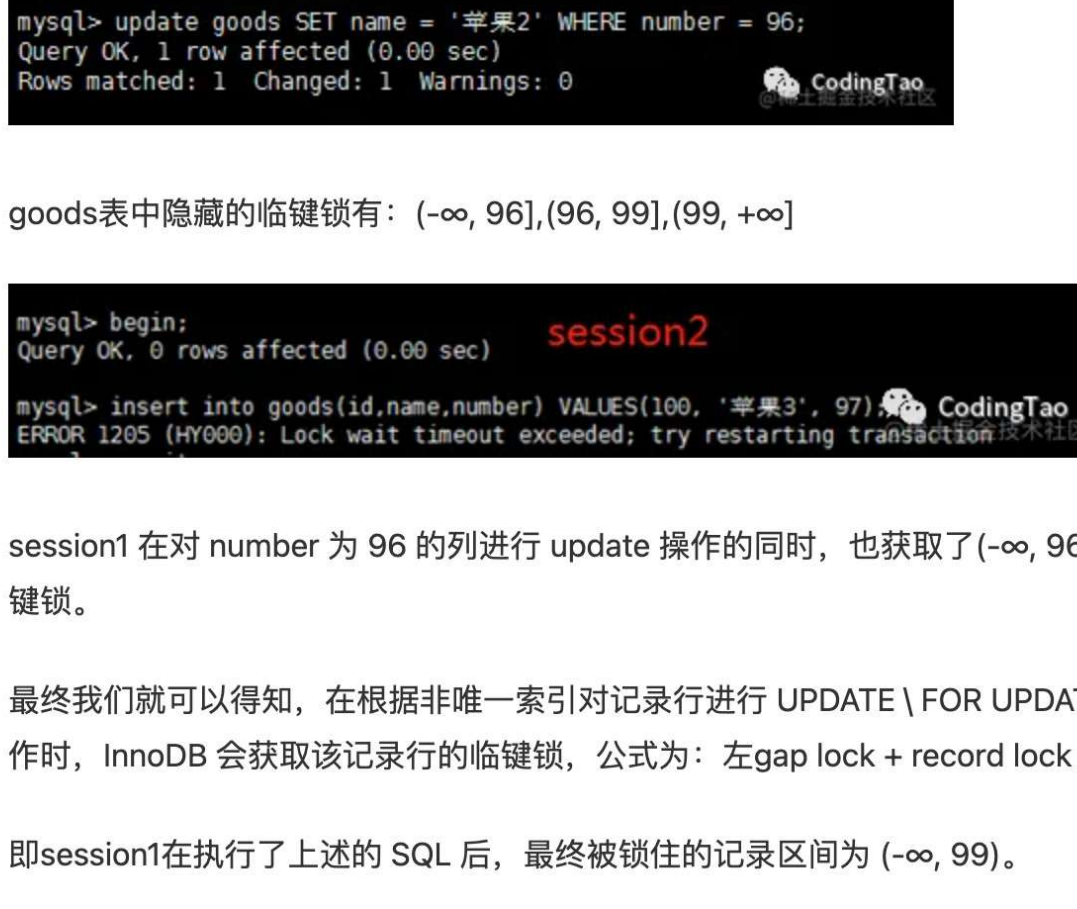 mysql> update goods SET name = '苹果2' WHERE number = 96;
Query OK, 1 row affected (0.00 sec)
Rows matched: 1  Changed: 1  Warnings: 0
CodingTao
@稀土掘金技术社区
goods表中隐藏的临键锁有：(-∞, 96],(96, 99],(99, +∞]
mysql> begin;
Query OK, 0 rows affected (0.00 sec)
session2
mysql> insert into goods(id,name,number) VALUES(100, '苹果3', 97);
CodingTao
ERROR 1205 (HY000): Lock wait timeout exceeded; try restarting transaction
session1 在对 number 为 96 的列进行 update 操作的同时，也获取了(-∞, 96
键锁。
最终我们就可以得知，在根据非唯一索引对记录行进行 UPDATE \ FOR UPDAT
作时，InnoDB 会获取该记录行的临键锁，公式为：左gap lock + record lock
即session1在执行了上述的 SQL 后，最终被锁住的记录区间为 (-∞, 99)。